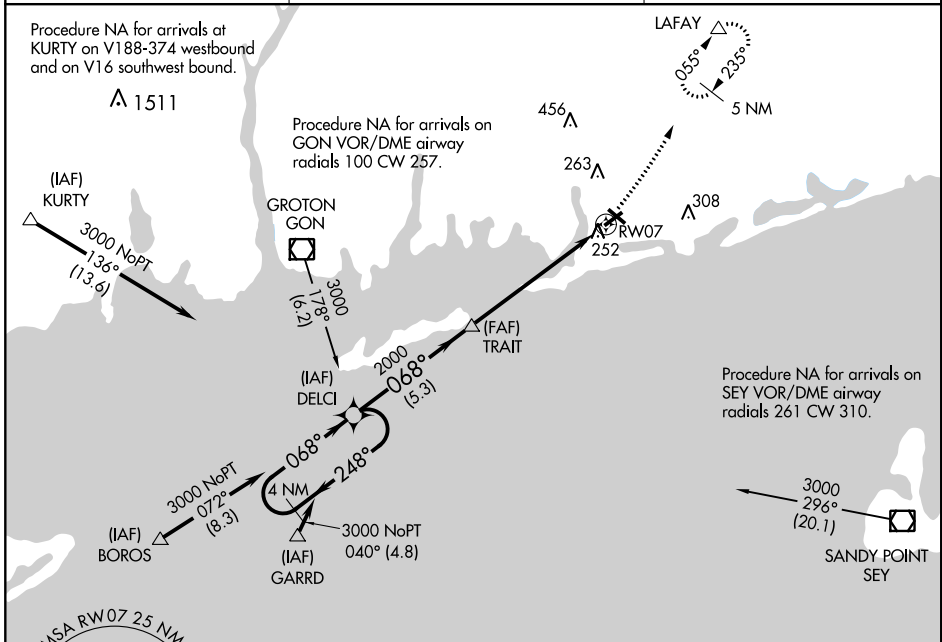 Procedure NA for arrivals at
KURTY on V188-374 westbound
and on V16 southwest bound.
1511
LAFAY
055°
235°
5 NM
456
263
308
Procedure NA for arrivals on
GON VOR/DME airway
radials 100 CW 257.
(IAF)
KURTY
3000 NoPT
136°
(13.6)
GROTON
GON
3000
178°
(6.2)
RW07
252
(FAF)
TRAIT
2000
068°
(5.3)
(IAF)
DELCI
Procedure NA for arrivals on
SEY VOR/DME airway
radials 261 CW 310.
068°
248°
4 NM
3000 NoPT
072°
(8.3)
(IAF)
BOROS
3000 NoPT
040° (4.8)
(IAF)
GARRD
3000
296°
(20.1)
SANDY POINT
SEY
MSA RW07 25 NM